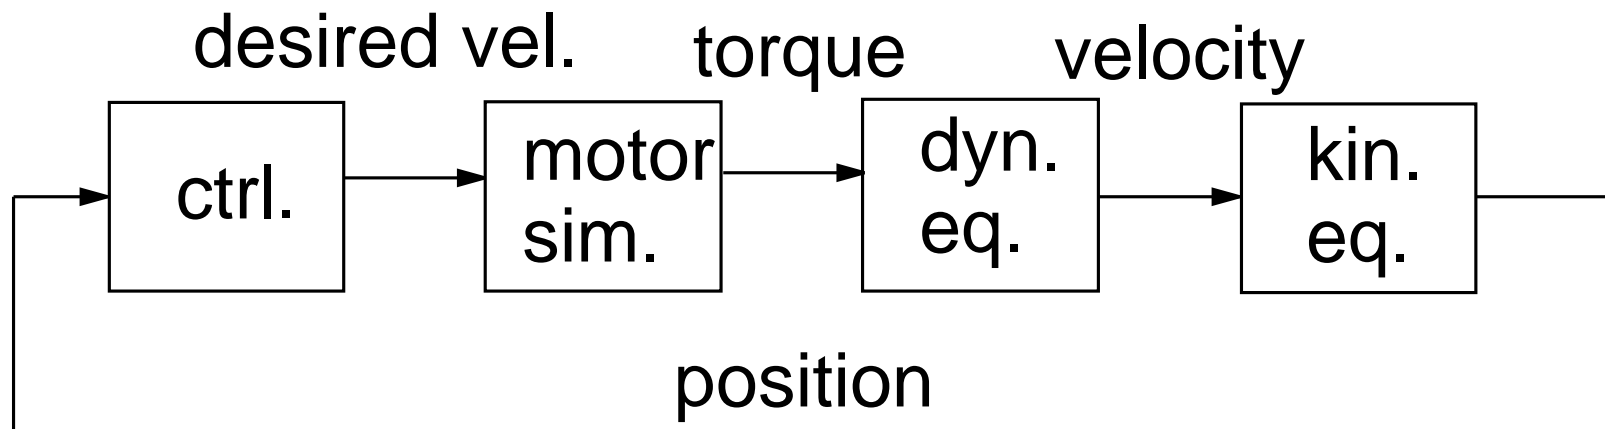 desired vel.
torque
velocity
ctrl.
motor
sim.
dyn.
eq.
kin.
eq.
position